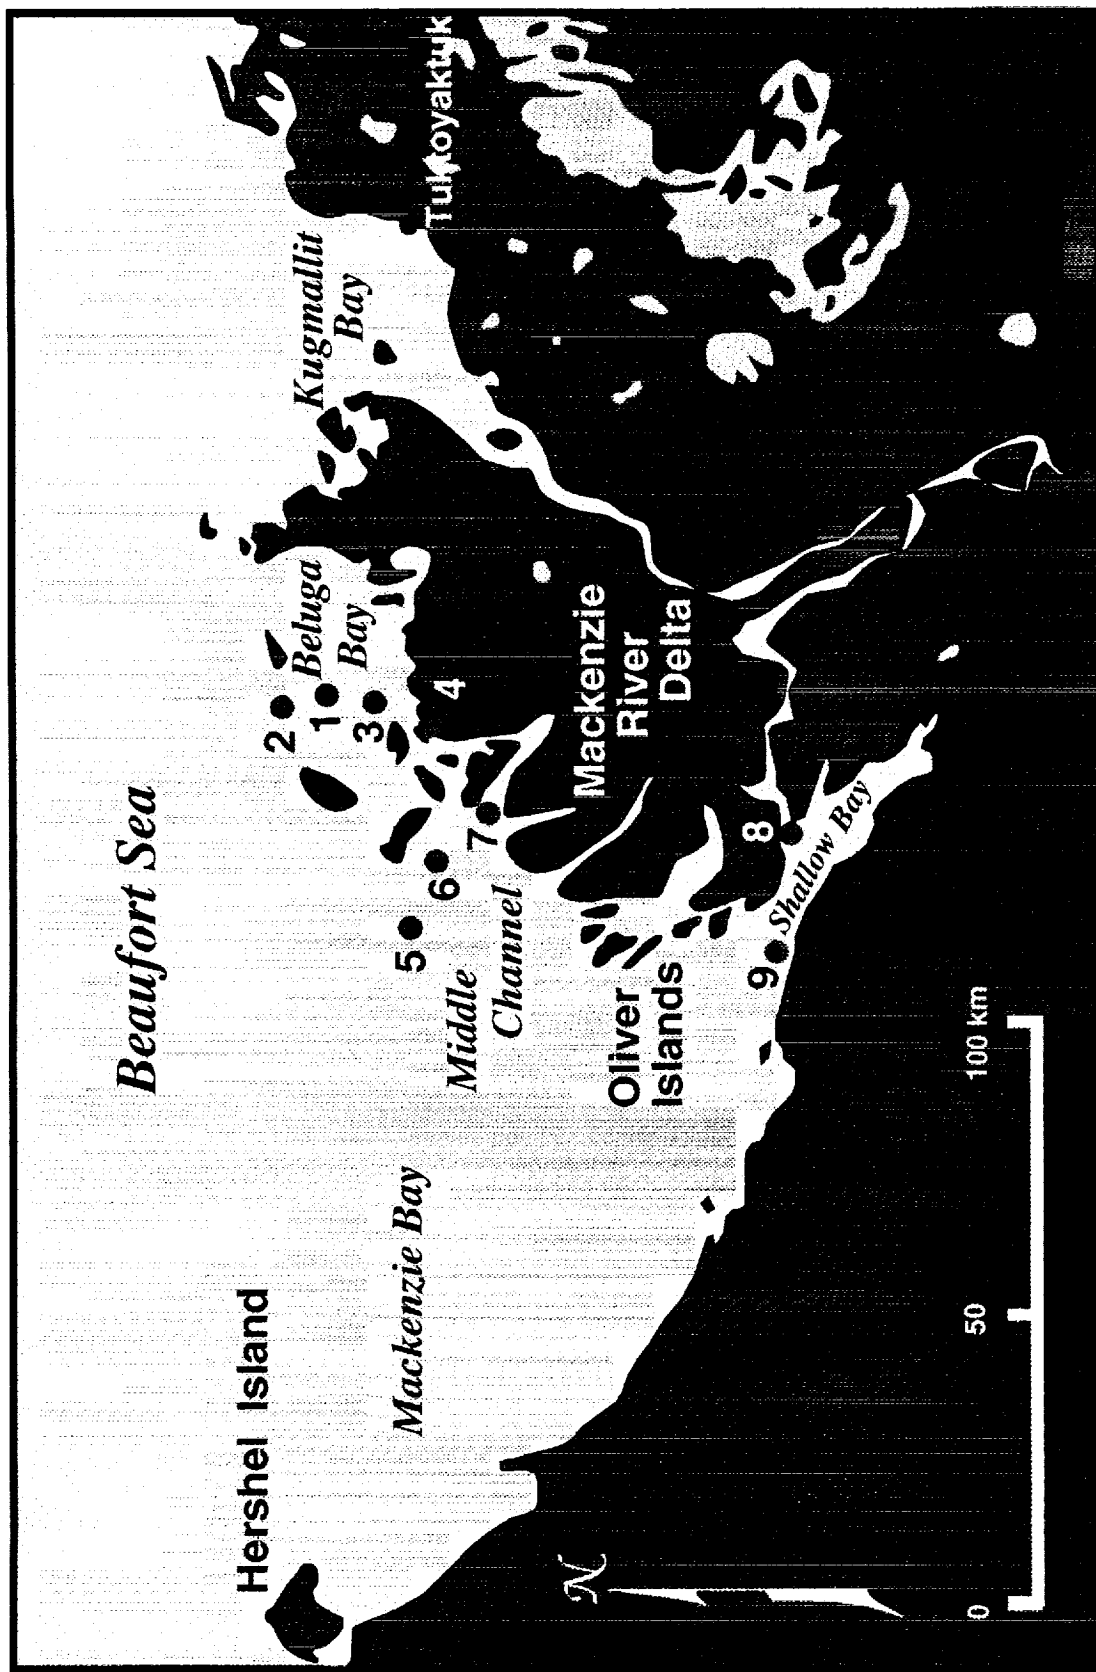 Beaufort Sea
Hershel Island
Mackenzie Bay
Kugmallit
Bay
Tuktoyaktuk
Beluga
Bay
2
1
3
4
5
6
7
Middle
Channel
Mackenzie
River
Delta
Oliver
Islands
8
9
Shallow Bay
N
0
50
100 km